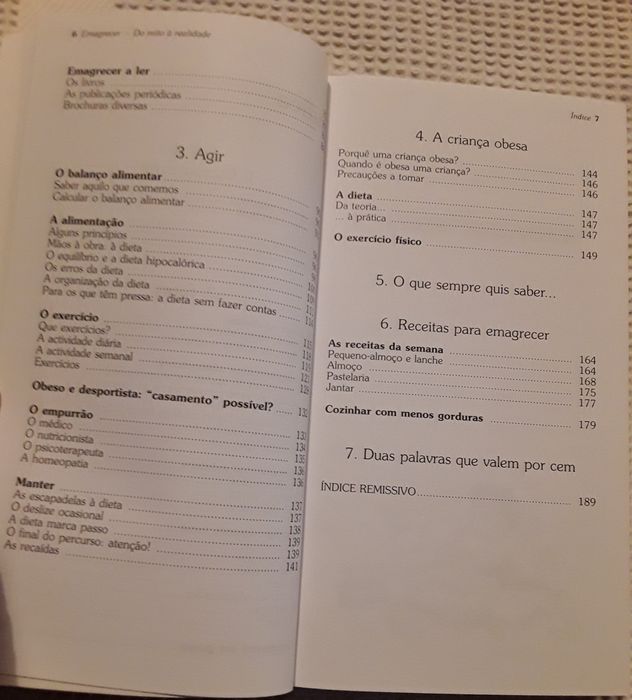 6 Emagrecer - Do mito à realidade
Emagrecer a ler
Os livros
As publicações periódicas
Brochuras diversas
3. Agir
O balanço alimentar
Saber aquilo que comemos
Calcular o balanço alimentar
A alimentação
Alguns princípios
Mãos à obra: à dieta
O equilíbrio e a dieta hipocalórica
Os erros da dieta
A organização da dieta
Para os que têm pressa: a dieta sem fazer contas
O exercício
Que exercícios?
A actividade diária
A actividade semanal
Exercícios
Obeso e desportista: "casamento" possível?
O empurrão
O médico 133
O nutricionista 134
O psicoterapeuta 135
A homeopatia 136
136
Manter
As escapadelas à dieta 137
O deslize ocasional 137
A dieta marca passo 138
O final do percurso: atenção! 139
As recaídas 139
141
Índice 7
4. A criança obesa
Porquê uma criança obesa?
Quando é obesa uma criança? 144
Precauções a tomar 146
146
A dieta
Da teoria... 147
... à prática 147
147
O exercício físico 149
5. O que sempre quis saber...
6. Receitas para emagrecer
As receitas da semana
Pequeno-almoço e lanche 164
Almoço 164
Pastelaria 168
Jantar 175
177
Cozinhar com menos gorduras 179
7. Duas palavras que valem por cem
ÍNDICE REMISSIVO 189